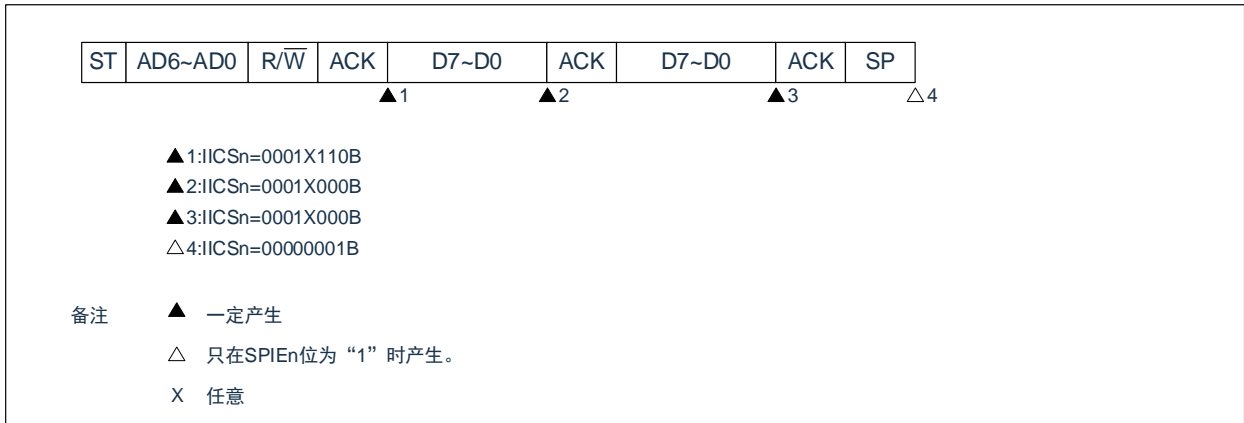 ST AD6~AD0 R/W̅ ACK D7~D0 ACK D7~D0 ACK SP
▲1 ▲2 ▲3 △4
▲1:IICSn=0001X110B
▲2:IICSn=0001X000B
▲3:IICSn=0001X000B
△4:IICSn=00000001B
备注 ▲ 一定产生
△ 只在SPIEn位为“1”时产生。
X 任意